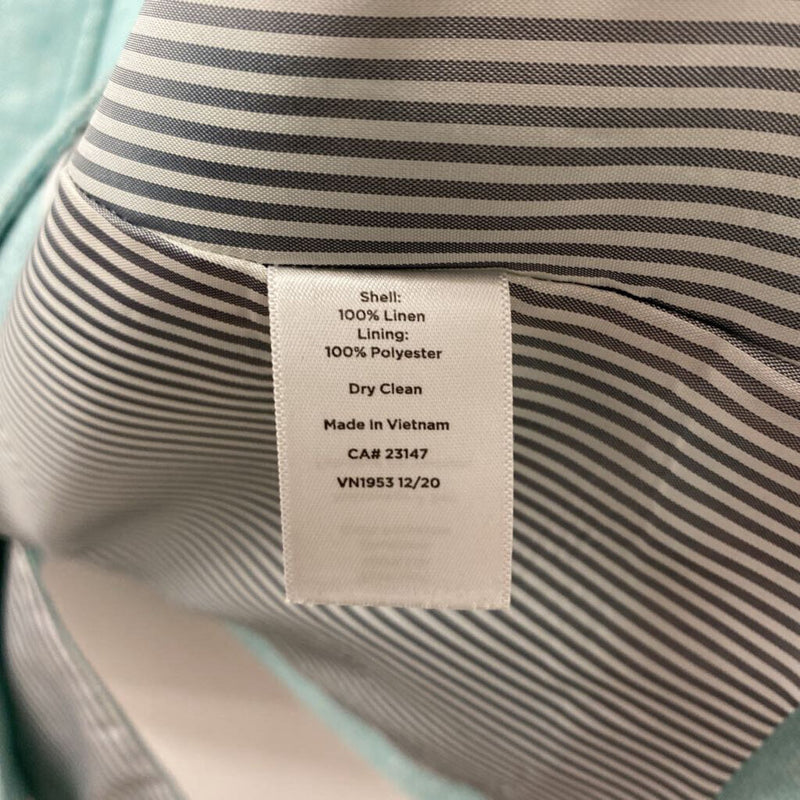 Shell:
100% Linen
Lining:
100% Polyester
Dry Clean
Made In Vietnam
CA# 23147
VN1953 12/20